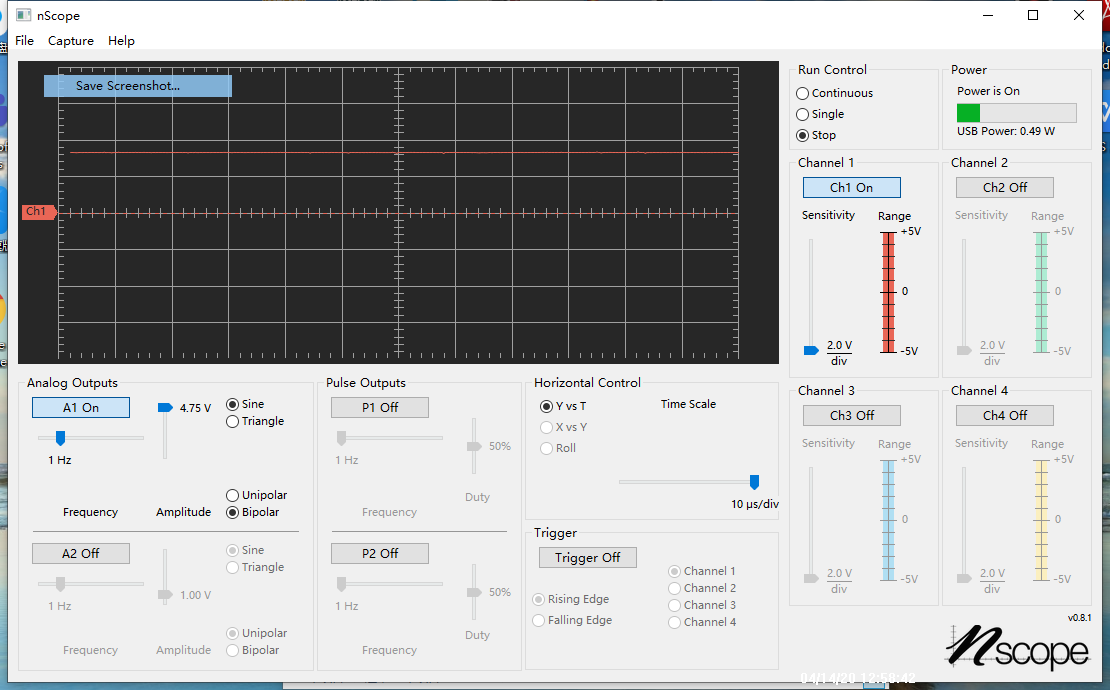 nScope
File Capture Help
Save Screenshot...
Ch1
Run Control
Continuous
Single
Stop
Power
Power is On
USB Power: 0.49 W
Channel 1
Ch1 On
Sensitivity
Range
+5V
0
-5V
2.0 V
div
Channel 2
Ch2 Off
Sensitivity
Range
+5V
0
-5V
2.0 V
div
Analog Outputs
A1 On
4.75 V
Sine
Triangle
1 Hz
Unipolar
Bipolar
Frequency
Amplitude
A2 Off
Sine
Triangle
1.00 V
1 Hz
Unipolar
Bipolar
Frequency
Amplitude
Pulse Outputs
P1 Off
50%
1 Hz
Duty
Frequency
P2 Off
50%
1 Hz
Duty
Frequency
Horizontal Control
Y vs T
X vs Y
Roll
Time Scale
10 µs/div
Trigger
Trigger Off
Rising Edge
Falling Edge
Channel 1
Channel 2
Channel 3
Channel 4
Channel 3
Ch3 Off
Sensitivity
Range
+5V
0
-5V
2.0 V
div
Channel 4
Ch4 Off
Sensitivity
Range
+5V
0
-5V
2.0 V
div
v0.8.1
nscope
04/14/20 12:58:42